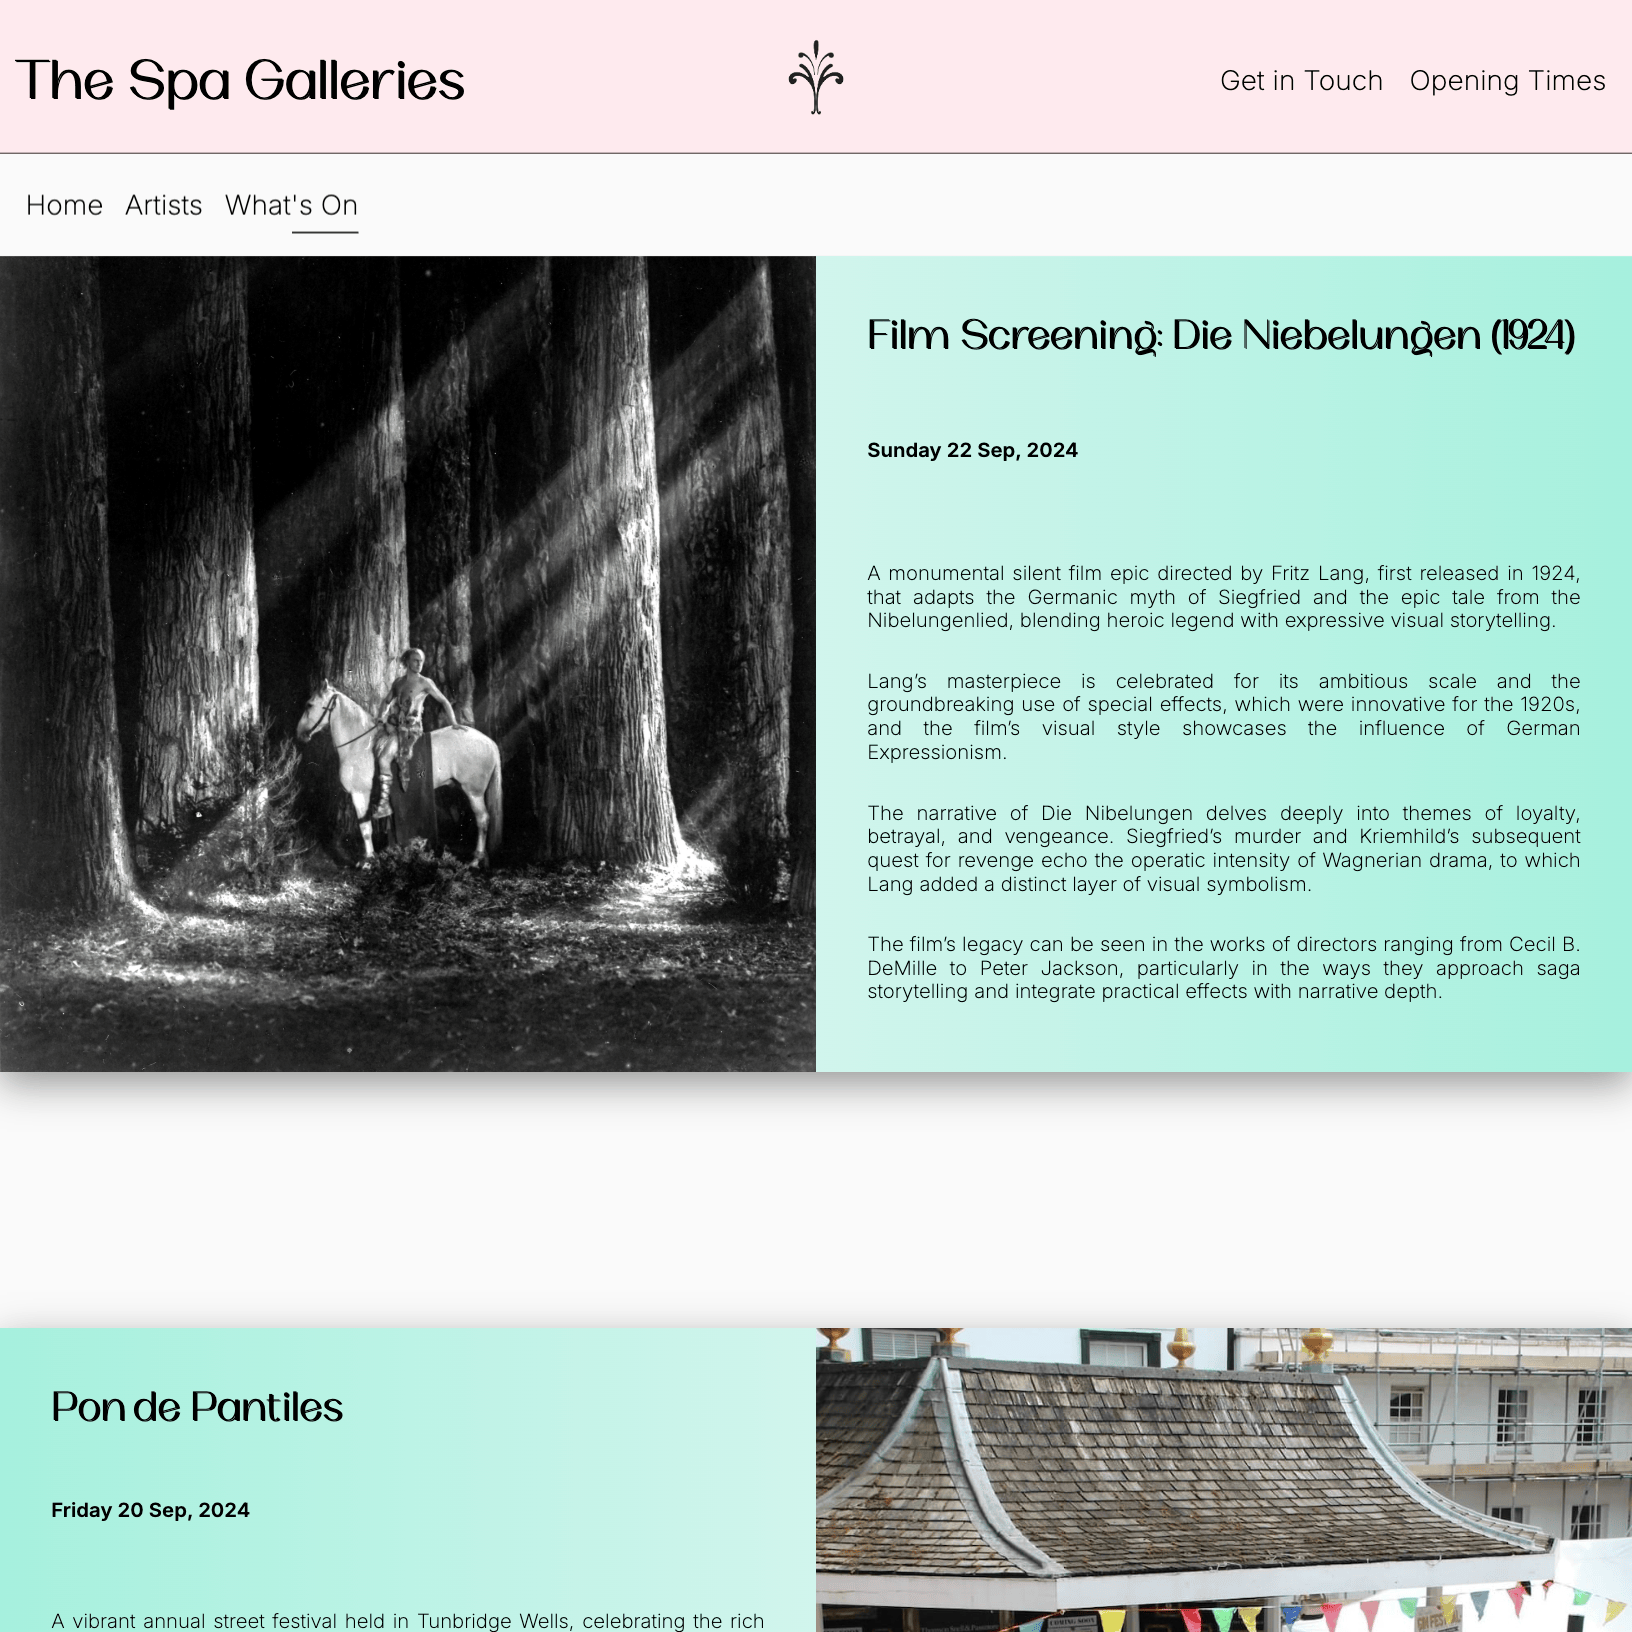 The Spa Galleries
Get in Touch
Opening Times
Home
Artists
What's On
Film Screening: Die Niebelungen (1924)
Sunday 22 Sep, 2024
A monumental silent film epic directed by Fritz Lang, first released in 1924,
that adapts the Germanic myth of Siegfried and the epic tale from the
Nibelungenlied, blending heroic legend with expressive visual storytelling.
Lang’s masterpiece is celebrated for its ambitious scale and the
groundbreaking use of special effects, which were innovative for the 1920s,
and the film’s visual style showcases the influence of German
Expressionism.
The narrative of Die Nibelungen delves deeply into themes of loyalty,
betrayal, and vengeance. Siegfried’s murder and Kriemhild’s subsequent
quest for revenge echo the operatic intensity of Wagnerian drama, to which
Lang added a distinct layer of visual symbolism.
The film’s legacy can be seen in the works of directors ranging from Cecil B.
DeMille to Peter Jackson, particularly in the ways they approach saga
storytelling and integrate practical effects with narrative depth.
Pon de Pantiles
Friday 20 Sep, 2024
A vibrant annual street festival held in Tunbridge Wells, celebrating the rich
COMING SOON